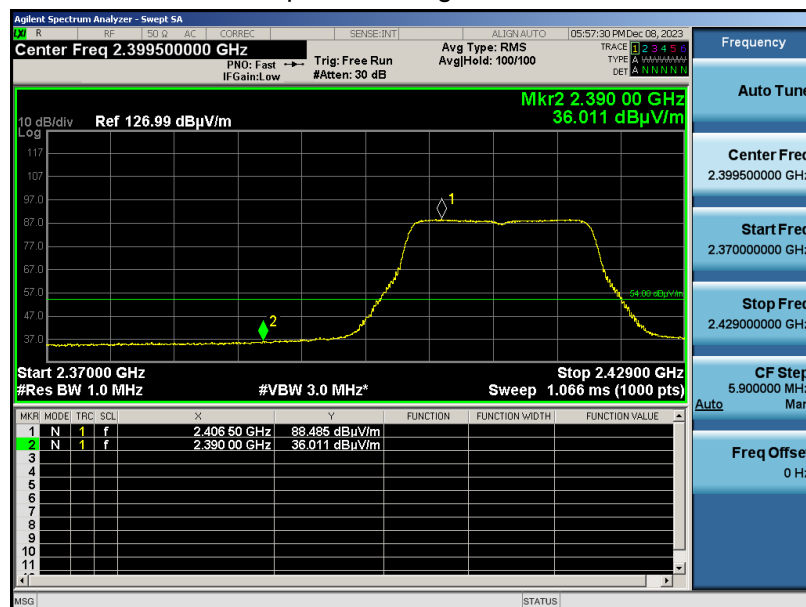 Agilent Spectrum Analyzer - Swept SA
LXI R RF 50 Ω AC CORREC SENSE:INT ALIGN AUTO 05:57:30 PM Dec 08, 2023
Center Freq 2.399500000 GHz
PNO: Fast
IFGain:Low
Trig: Free Run
#Atten: 30 dB
Avg Type: RMS
Avg|Hold: 100/100
TRACE 1 2 3 4 5 6
TYPE A
DET A N N N N N
Mkr2 2.390 00 GHz
36.011 dBµV/m
10 dB/div Ref 126.99 dBµV/m
Log
117
107
97.0
87.0
77.0
67.0
57.0
47.0
37.0
1
2
54.00 dBµV/m
Start 2.37000 GHz Stop 2.42900 GHz
#Res BW 1.0 MHz #VBW 3.0 MHz* Sweep 1.066 ms (1000 pts)
MKR MODE TRC SCL X Y FUNCTION FUNCTION WIDTH FUNCTION VALUE
1 N 1 f 2.406 50 GHz 88.485 dBµV/m
2 N 1 f 2.390 00 GHz 36.011 dBµV/m
3
4
5
6
7
8
9
10
11
MSG STATUS
Frequency
Auto Tune
Center Freq
2.399500000 GHz
Start Freq
2.370000000 GHz
Stop Freq
2.429000000 GHz
CF Step
5.900000 MHz
Auto Man
Freq Offset
0 Hz